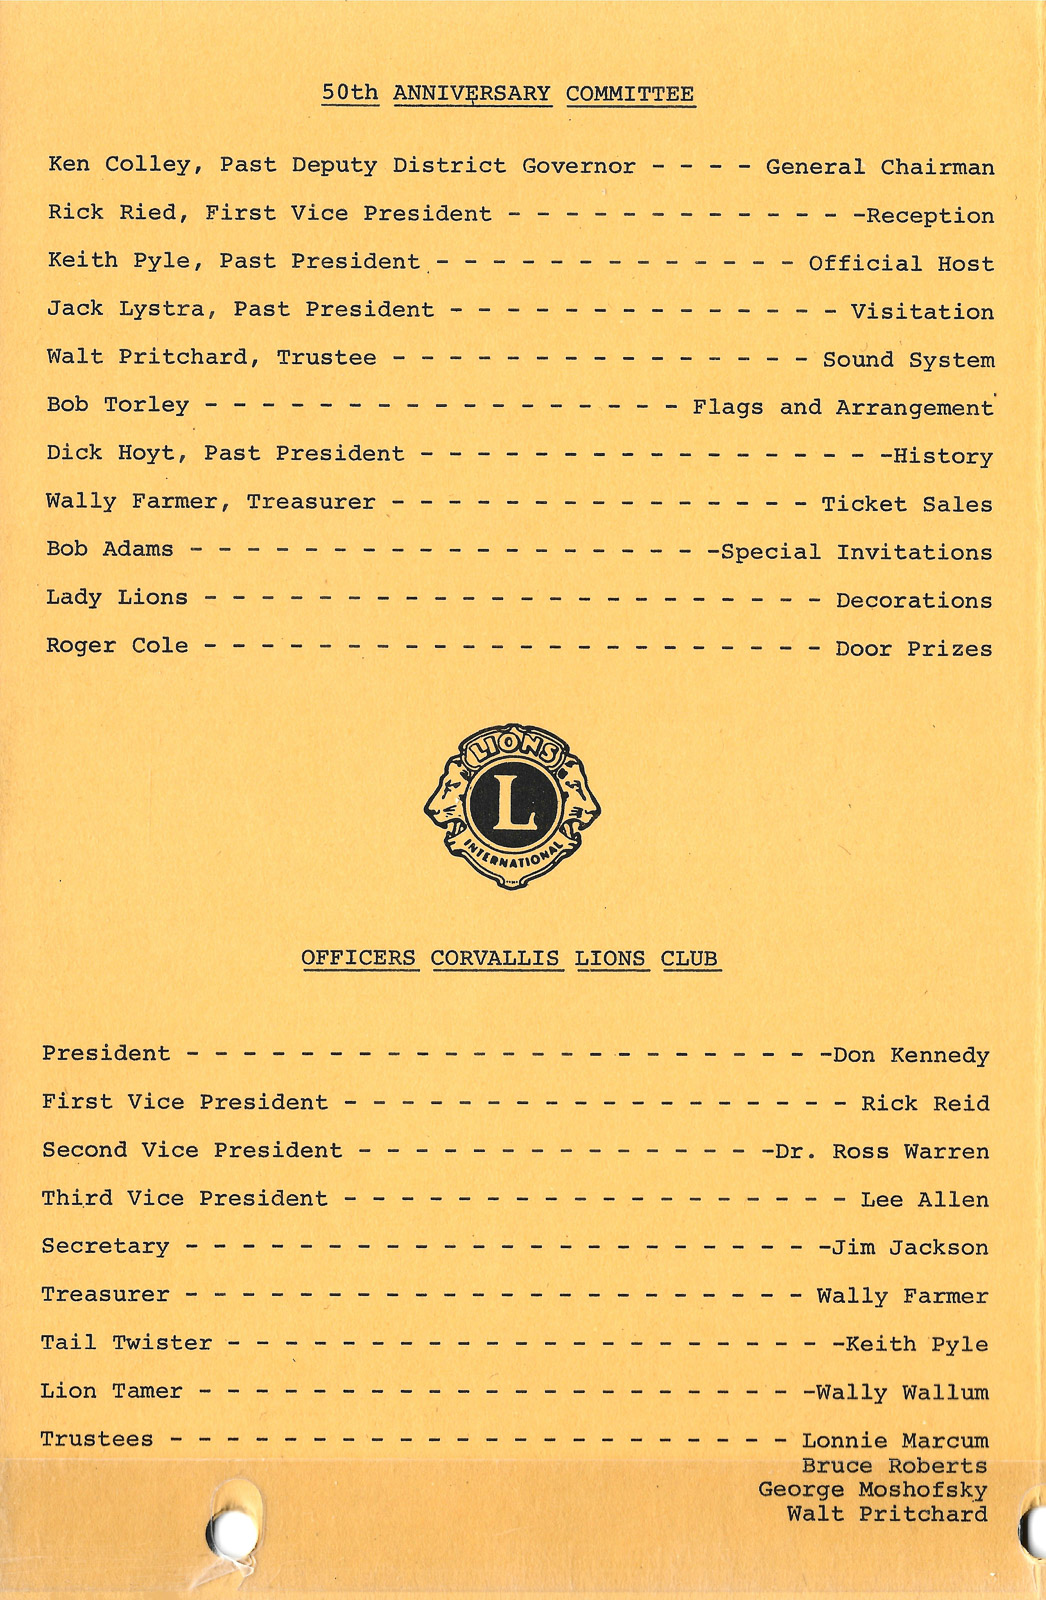 50th ANNIVERSARY COMMITTEE
Ken Colley, Past Deputy District Governor - - - - General Chairman
Rick Ried, First Vice President - - - - - - - - - - - - -Reception
Keith Pyle, Past President - - - - - - - - - - - - - Official Host
Jack Lystra, Past President - - - - - - - - - - - - - - Visitation
Walt Pritchard, Trustee - - - - - - - - - - - - - - - Sound System
Bob Torley - - - - - - - - - - - - - - - - - Flags and Arrangement
Dick Hoyt, Past President - - - - - - - - - - - - - - - - -History
Wally Farmer, Treasurer - - - - - - - - - - - - - - - Ticket Sales
Bob Adams - - - - - - - - - - - - - - - - - - -Special Invitations
Lady Lions - - - - - - - - - - - - - - - - - - - - - - Decorations
Roger Cole - - - - - - - - - - - - - - - - - - - - - - Door Prizes
LIONS
L
INTERNATIONAL
OFFICERS CORVALLIS LIONS CLUB
President - - - - - - - - - - - - - - - - - - - - - - -Don Kennedy
First Vice President - - - - - - - - - - - - - - - - - - Rick Reid
Second Vice President - - - - - - - - - - - - - - -Dr. Ross Warren
Third Vice President - - - - - - - - - - - - - - - - - - Lee Allen
Secretary - - - - - - - - - - - - - - - - - - - - - - -Jim Jackson
Treasurer - - - - - - - - - - - - - - - - - - - - - - Wally Farmer
Tail Twister - - - - - - - - - - - - - - - - - - - - - -Keith Pyle
Lion Tamer - - - - - - - - - - - - - - - - - - - - - -Wally Wallum
Trustees - - - - - - - - - - - - - - - - - - - - - - Lonnie Marcum
Bruce Roberts
George Moshofsky
Walt Pritchard